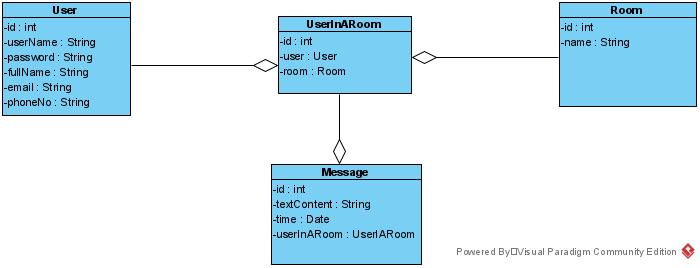 User
-id : int
-userName : String
-password : String
-fullName : String
-email : String
-phoneNo : String
UserInARoom
-id : int
-user : User
-room : Room
Room
-id : int
-name : String
Message
-id : int
-textContent : String
-time : Date
-userInARoom : UserIARoom
Powered By□Visual Paradigm Community Edition